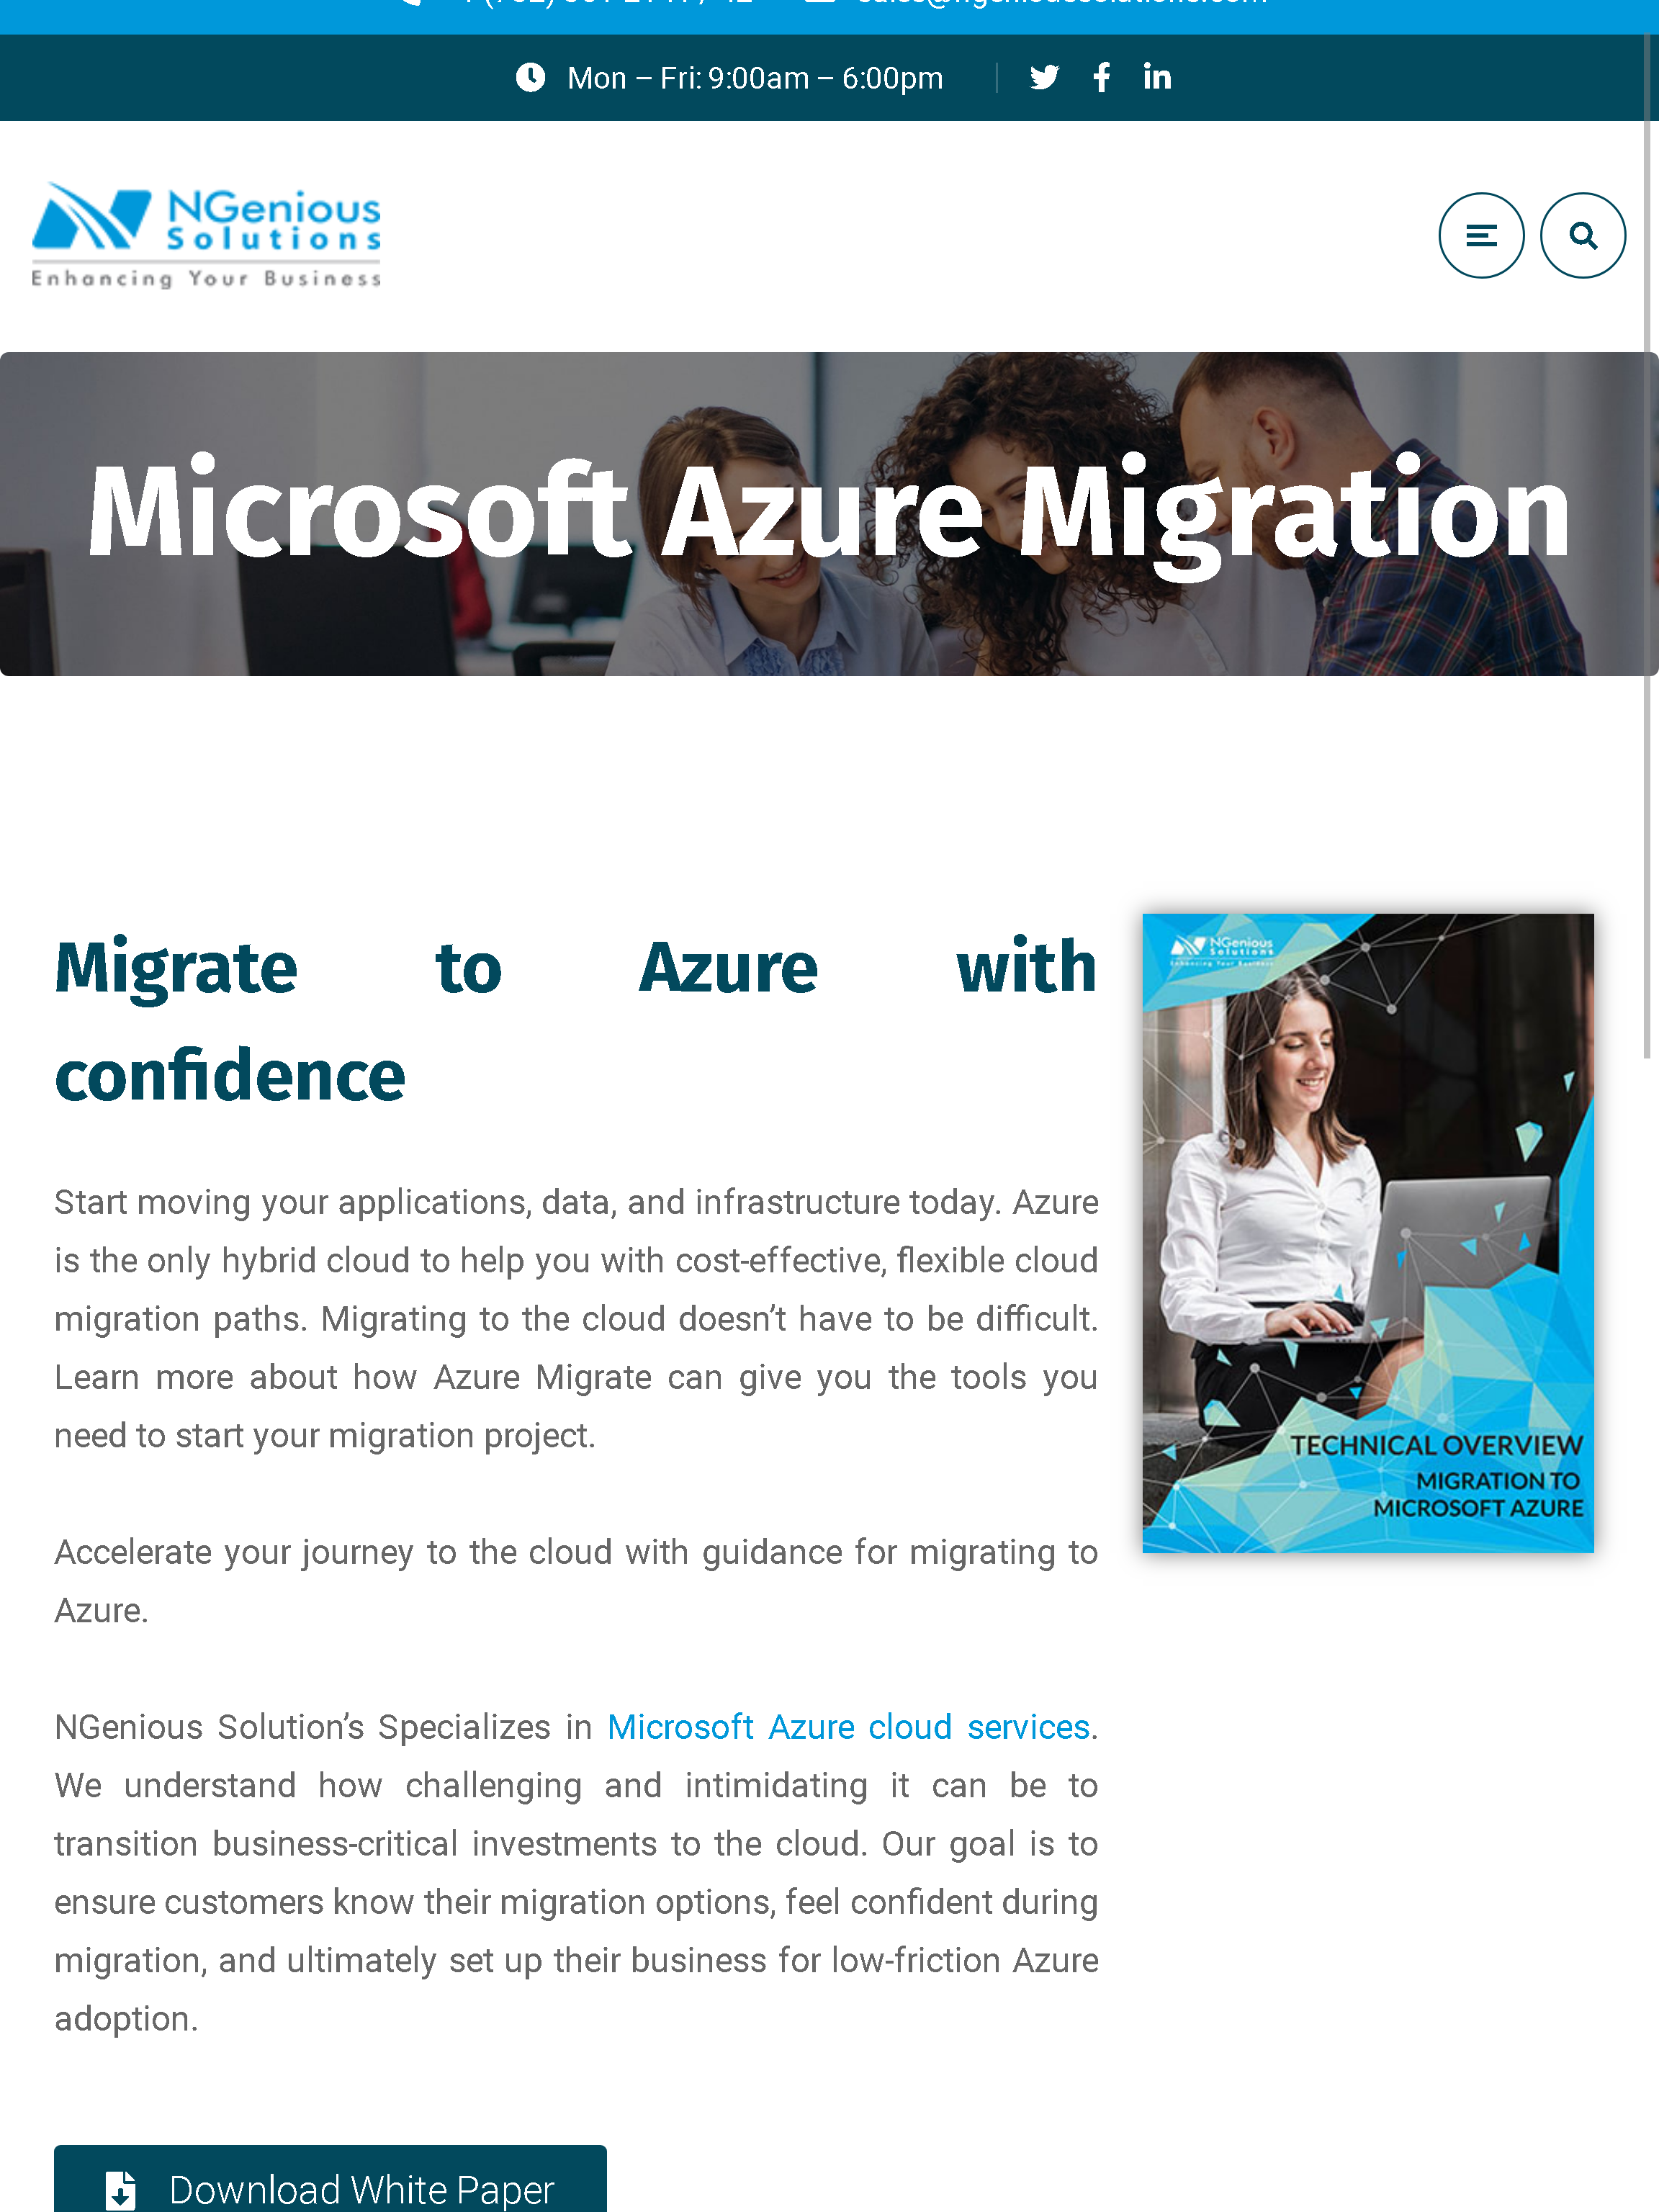 Mon – Fri: 9:00am – 6:00pm
NGenious
Solutions
Enhancing Your Business
Microsoft Azure Migration
Migrate to Azure with
confidence
Start moving your applications, data, and infrastructure today. Azure
is the only hybrid cloud to help you with cost-effective, flexible cloud
migration paths. Migrating to the cloud doesn’t have to be difficult.
Learn more about how Azure Migrate can give you the tools you
need to start your migration project.
Accelerate your journey to the cloud with guidance for migrating to
Azure.
NGenious Solution’s Specializes in Microsoft Azure cloud services.
We understand how challenging and intimidating it can be to
transition business-critical investments to the cloud. Our goal is to
ensure customers know their migration options, feel confident during
migration, and ultimately set up their business for low-friction Azure
adoption.
Download White Paper
NGenious
Solutions
Enhancing Your Business
TECHNICAL OVERVIEW
MIGRATION TO
MICROSOFT AZURE